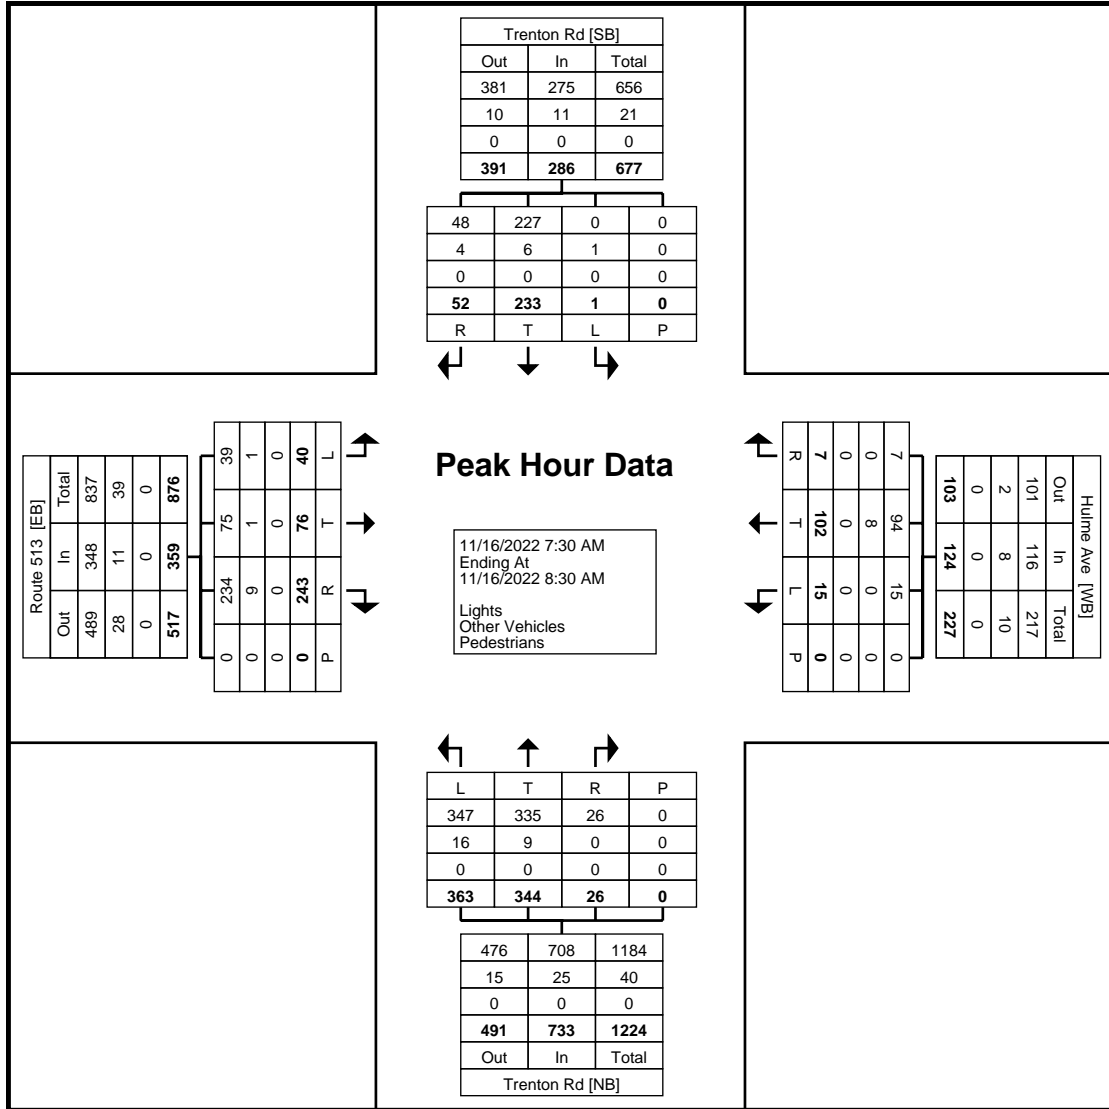 Trenton Rd [SB]
Out In Total
381 275 656
10 11 21
0 0 0
391 286 677
48 227 0 0
4 6 1 0
0 0 0 0
52 233 1 0
R T L P
Route 513 [EB]
Total In Out
837 348 489
39 11 28
0 0 0
876 359 517
39 75 234 0
1 1 9 0
0 0 0 0
40 76 243 0
L T R P
Peak Hour Data
11/16/2022 7:30 AM
Ending At
11/16/2022 8:30 AM
Lights
Other Vehicles
Pedestrians
R T L P
7 102 15 0
0 0 0 0
0 8 0 0
7 94 15 0
Hulme Ave [WB]
Out In Total
101 116 217
2 8 10
0 0 0
103 124 227
L T R P
347 335 26 0
16 9 0 0
0 0 0 0
363 344 26 0
476 708 1184
15 25 40
0 0 0
491 733 1224
Out In Total
Trenton Rd [NB]